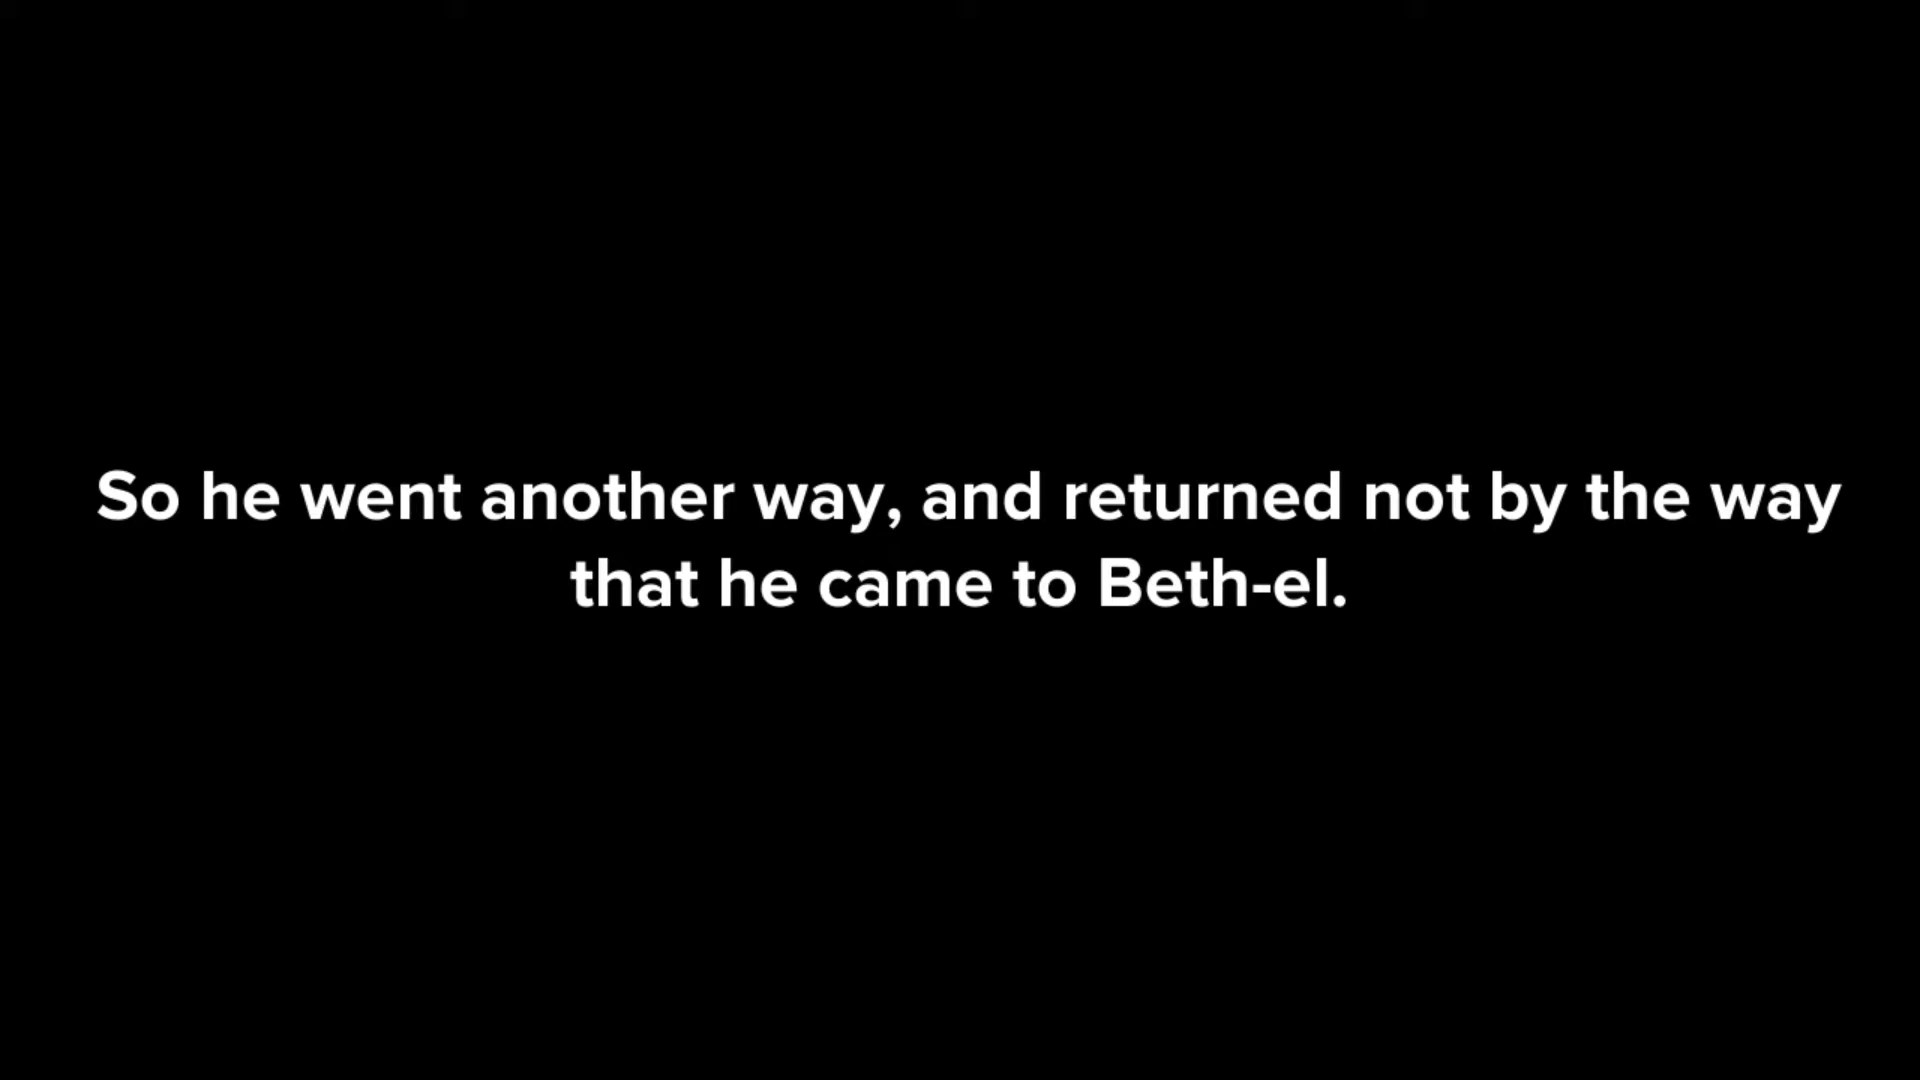 So he went another way, and returned not by the way
that he came to Beth-el.